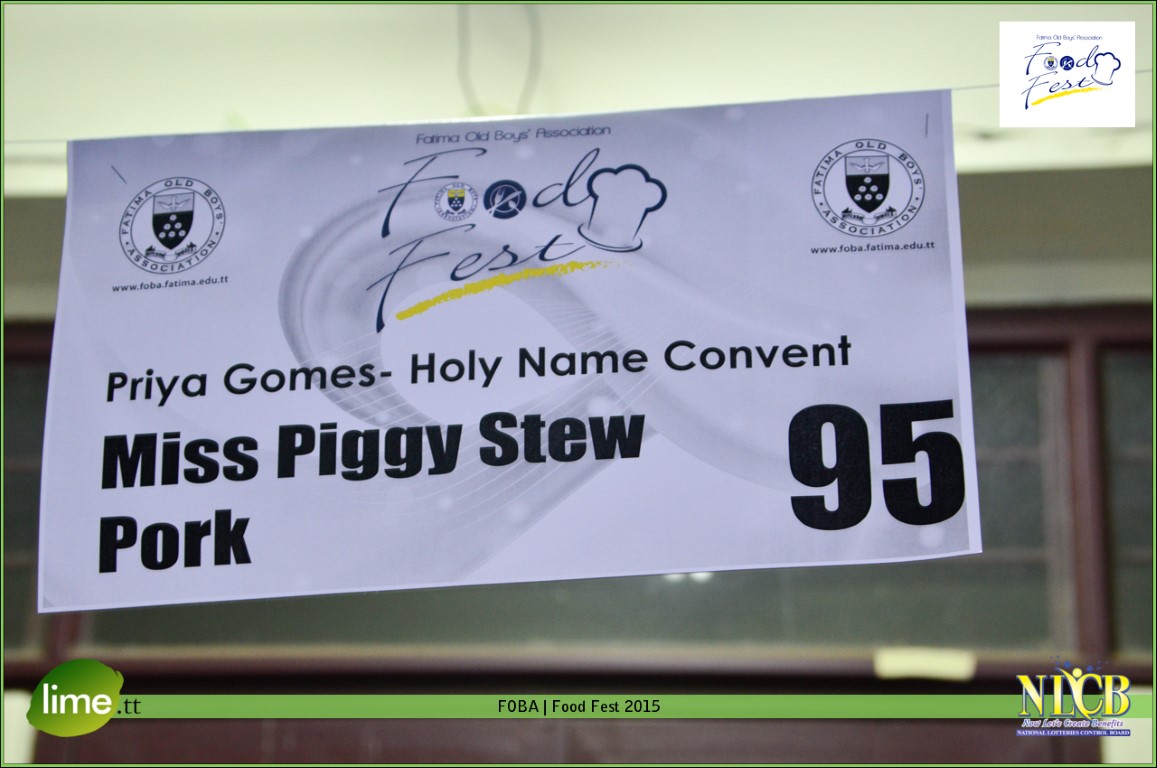 Fatima Old Boys' Association
Food
Fest
Fatima Old Boys' Association
Food
Fest
FATIMA OLD BOYS' ASSOCIATION
www.foba.fatima.edu.tt
FATIMA OLD BOYS' ASSOCIATION
www.foba.fatima.edu.tt
Priya Gomes- Holy Name Convent
Miss Piggy Stew
Pork
95
lime.tt
FOBA | Food Fest 2015
NLCB
Now Let's Create Benefits
NATIONAL LOTTERIES CONTROL BOARD